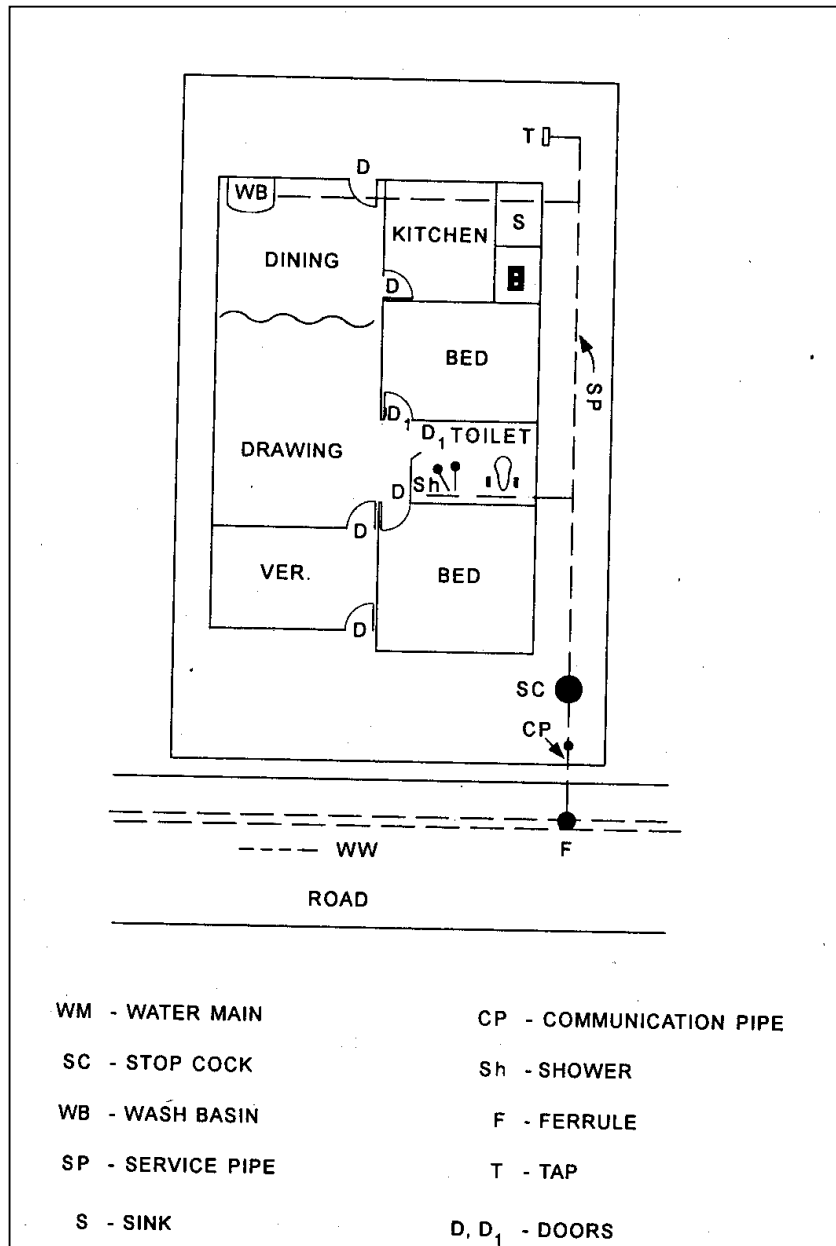 T
D
WB
KITCHEN
S
DINING
D
BED
SP
D₁
D₁ TOILET
DRAWING
Sh
D
D
VER.
BED
D
SC
CP
WW
F
ROAD
WM - WATER MAIN
CP - COMMUNICATION PIPE
SC - STOP COCK
Sh - SHOWER
WB - WASH BASIN
F - FERRULE
SP - SERVICE PIPE
T - TAP
S - SINK
D, D₁ - DOORS